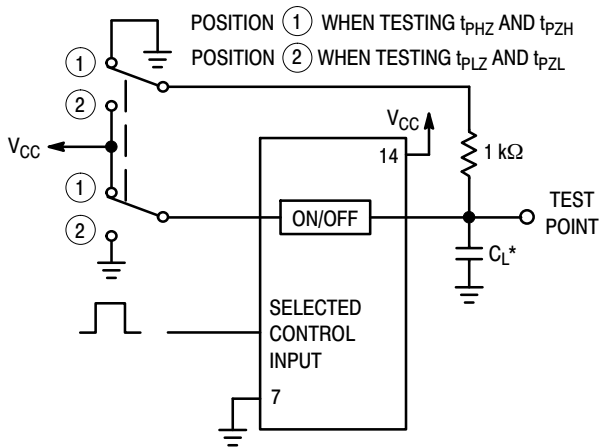 POSITION 1 WHEN TESTING tPHZ AND tPZH
POSITION 2 WHEN TESTING tPLZ AND tPZL
1
2
VCC
1
2
VCC
14
1 kΩ
ON/OFF
TEST
POINT
CL*
SELECTED
CONTROL
INPUT
7